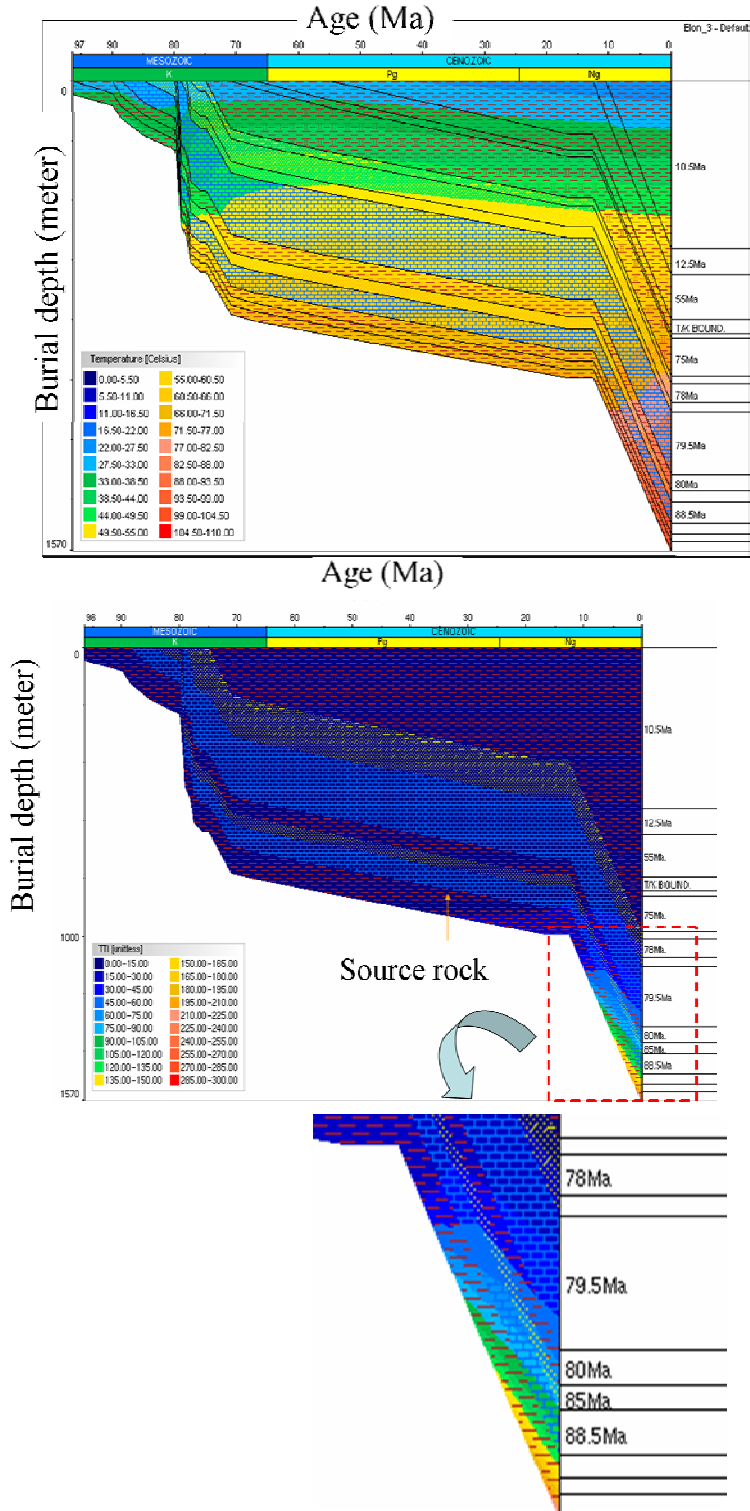 Age (Ma)
Elon_3 - Default
97 90 80 70 60 50 40 30 20 10 0
MESOZOIC CENOZOIC
K Pg Ng
0
Burial depth (meter)
10.5Ma
12.5Ma
55Ma
T/K BOUND.
75Ma
78Ma
79.5Ma
80Ma
88.5Ma
Temperature [Celsius]
0.00-5.50 55.00-60.50
5.50-11.00 60.50-66.00
11.00-16.50 66.00-71.50
16.50-22.00 71.50-77.00
22.00-27.50 77.00-82.50
27.50-33.00 82.50-88.00
33.00-38.50 88.00-93.50
38.50-44.00 93.50-99.00
44.00-49.50 99.00-104.50
49.50-55.00 104.50-110.00
1570
Age (Ma)
96 90 80 70 60 50 40 30 20 10 0
MESOZOIC CENOZOIC
K Pg Ng
0
Burial depth (meter)
10.5Ma
12.5Ma
55Ma
T/K BOUND.
75Ma
78Ma
79.5Ma
80Ma
85Ma
88.5Ma
1000
Source rock
TTI [unitless]
0.00-15.00 150.00-165.00
15.00-30.00 165.00-180.00
30.00-45.00 180.00-195.00
45.00-60.00 195.00-210.00
60.00-75.00 210.00-225.00
75.00-90.00 225.00-240.00
90.00-105.00 240.00-255.00
105.00-120.00 255.00-270.00
120.00-135.00 270.00-285.00
135.00-150.00 285.00-300.00
1570
78Ma
79.5Ma
80Ma
85Ma
88.5Ma